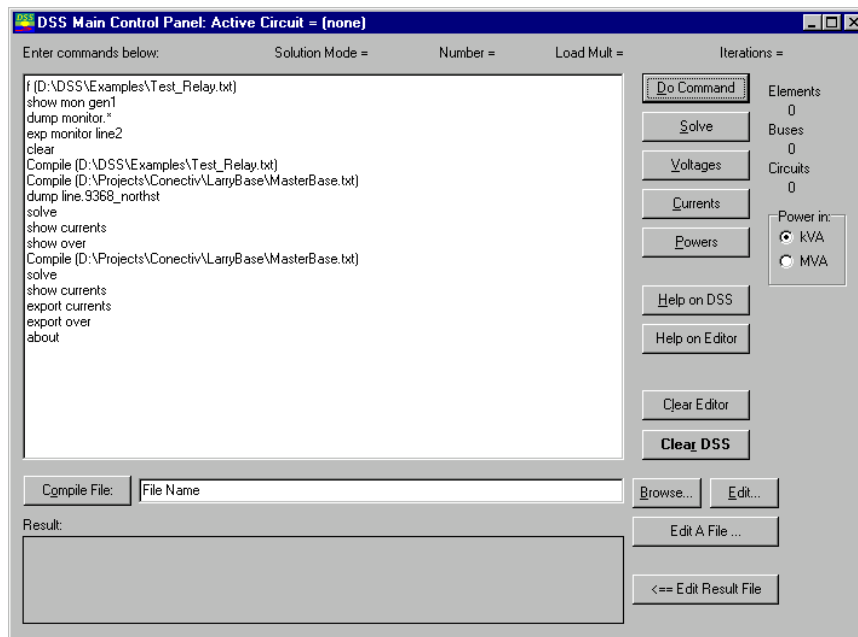 DSS Main Control Panel: Active Circuit = (none)
Enter commands below: Solution Mode = Number = Load Mult = Iterations =
f (D:\DSS\Examples\Test_Relay.txt)
show mon gen1
dump monitor.*
exp monitor line2
clear
Compile (D:\DSS\Examples\Test_Relay.txt)
Compile (D:\Projects\Conectiv\LarryBase\MasterBase.txt)
dump line.9368_northst
solve
show currents
show over
Compile (D:\Projects\Conectiv\LarryBase\MasterBase.txt)
solve
show currents
export currents
export over
about
Do Command
Solve
Voltages
Currents
Powers
Help on DSS
Help on Editor
Clear Editor
Clear DSS
Elements
0
Buses
0
Circuits
0
Power in:
kVA
MVA
Compile File: File Name Browse... Edit...
Result:
Edit A File ...
<== Edit Result File